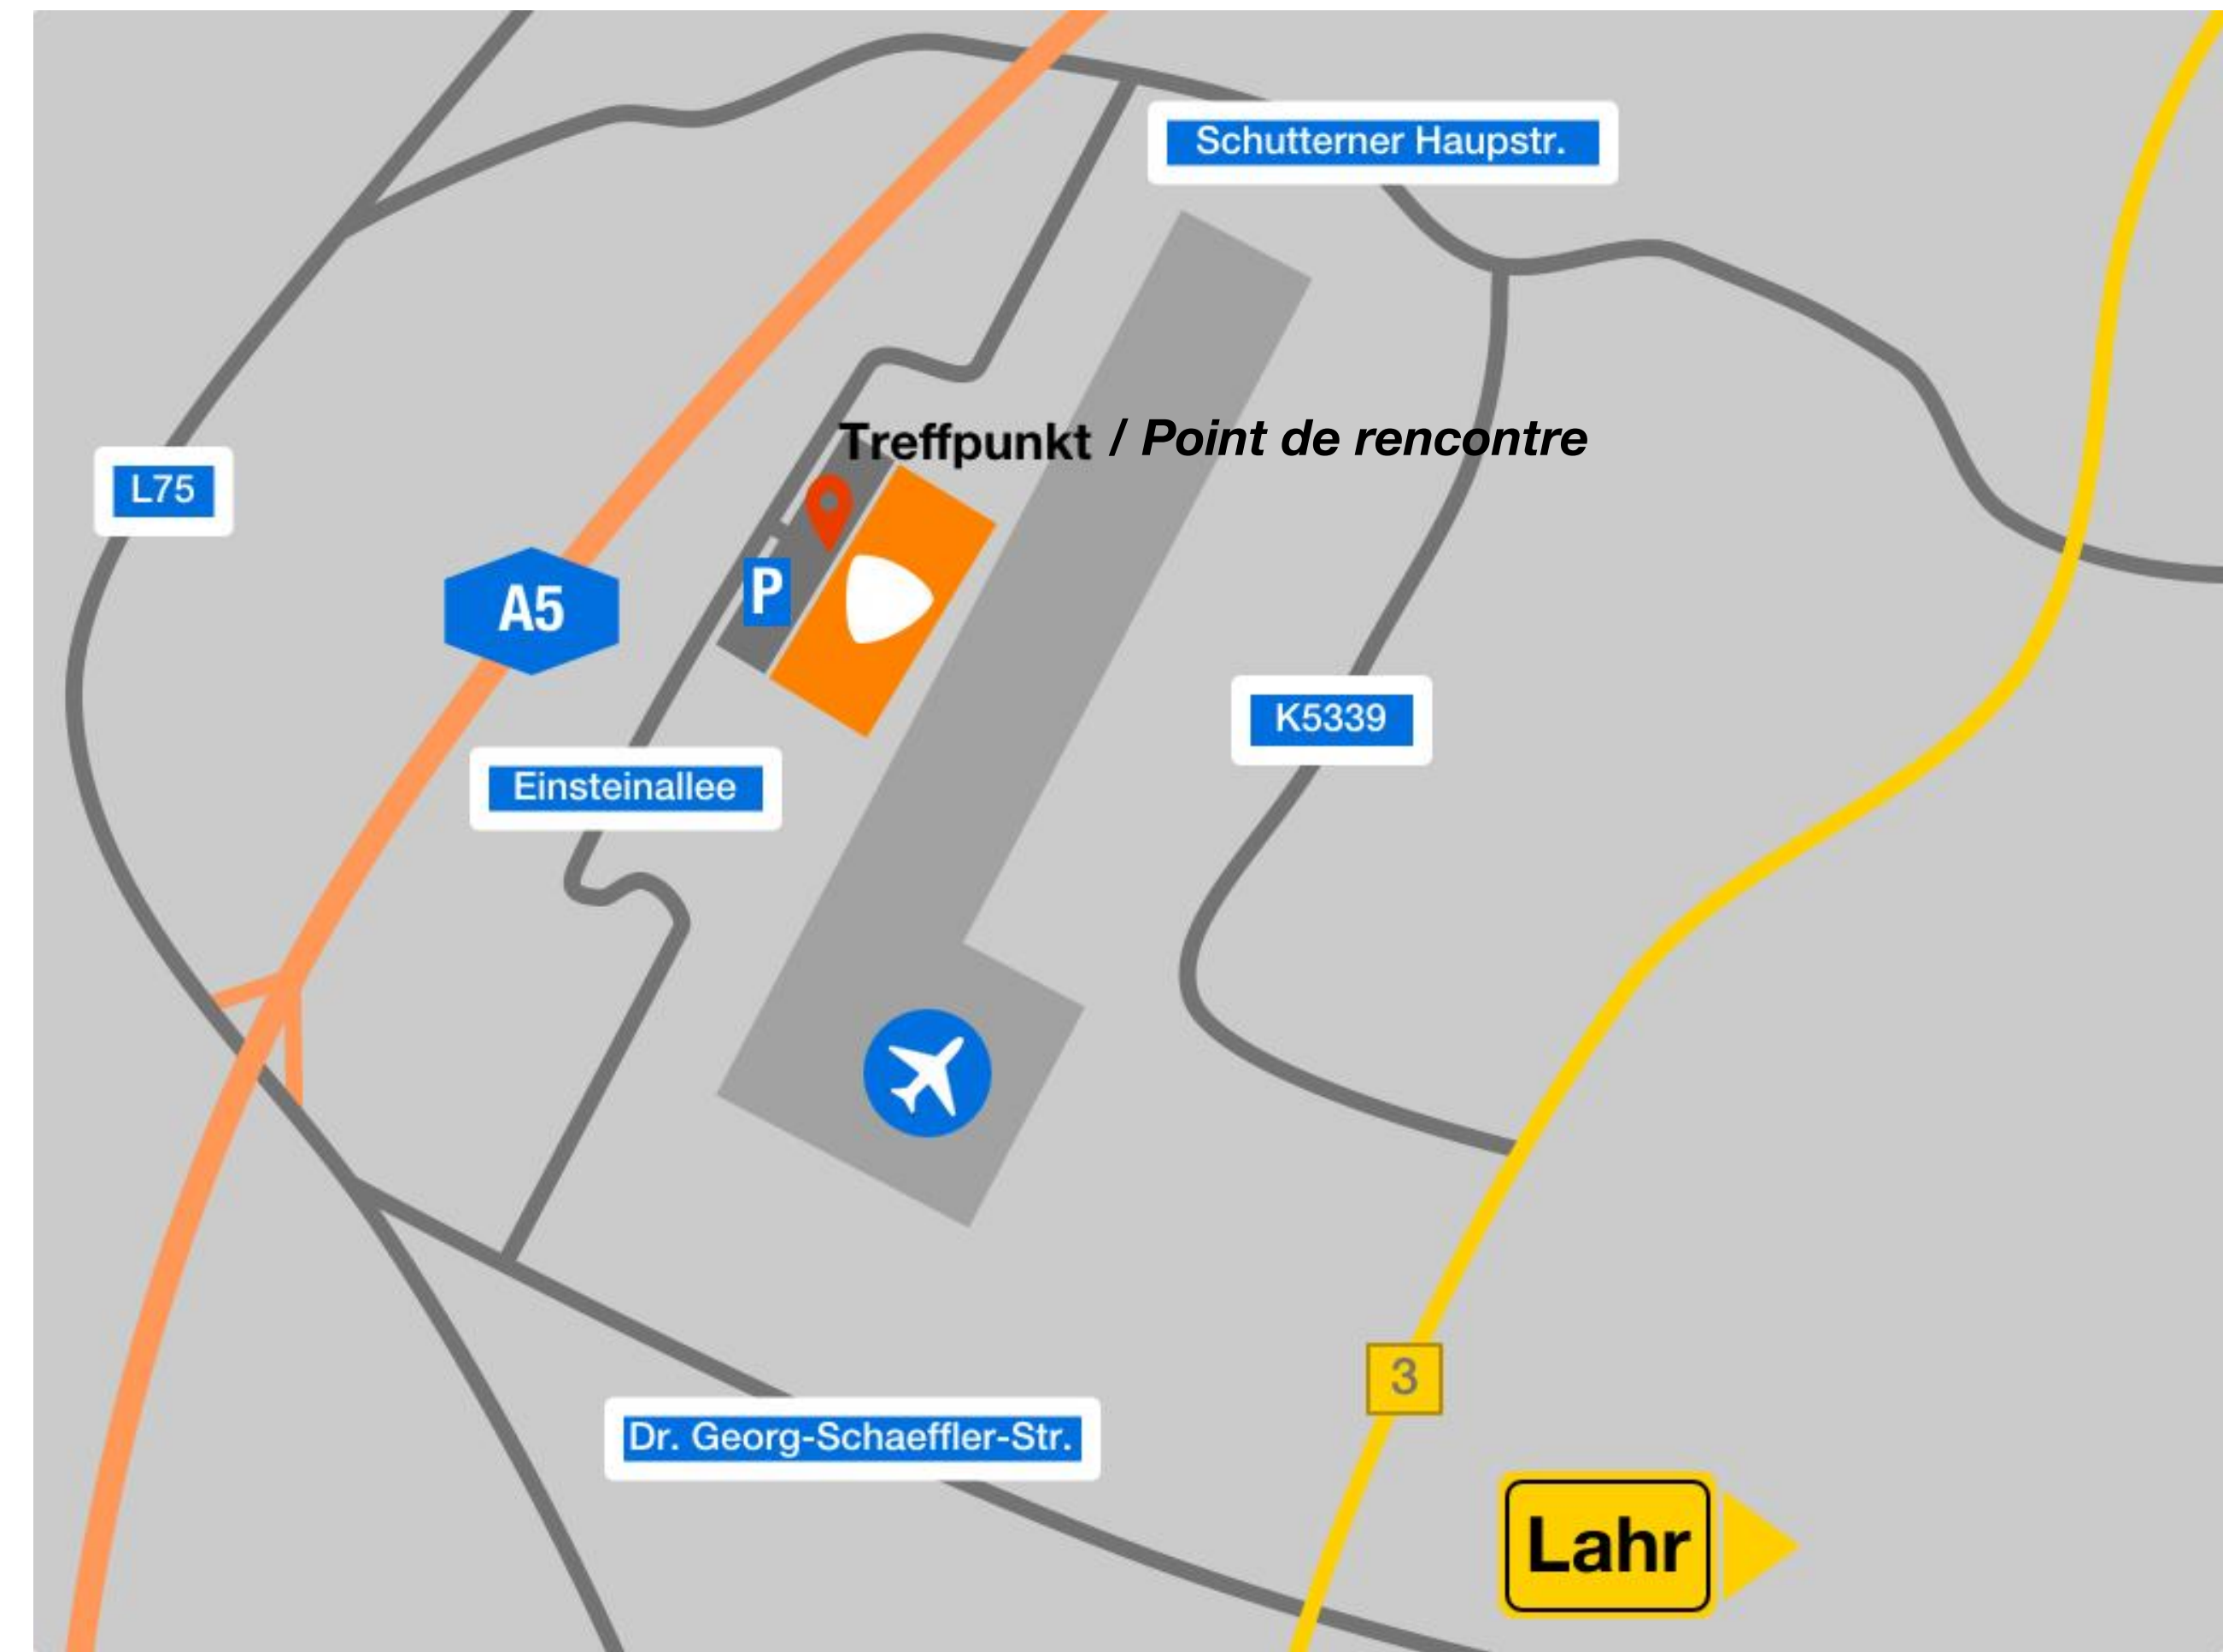 Schutterner Haupstr.
Treffpunkt / Point de rencontre
L75
A5
P
K5339
Einsteinallee
3
Dr. Georg-Schaeffler-Str.
Lahr